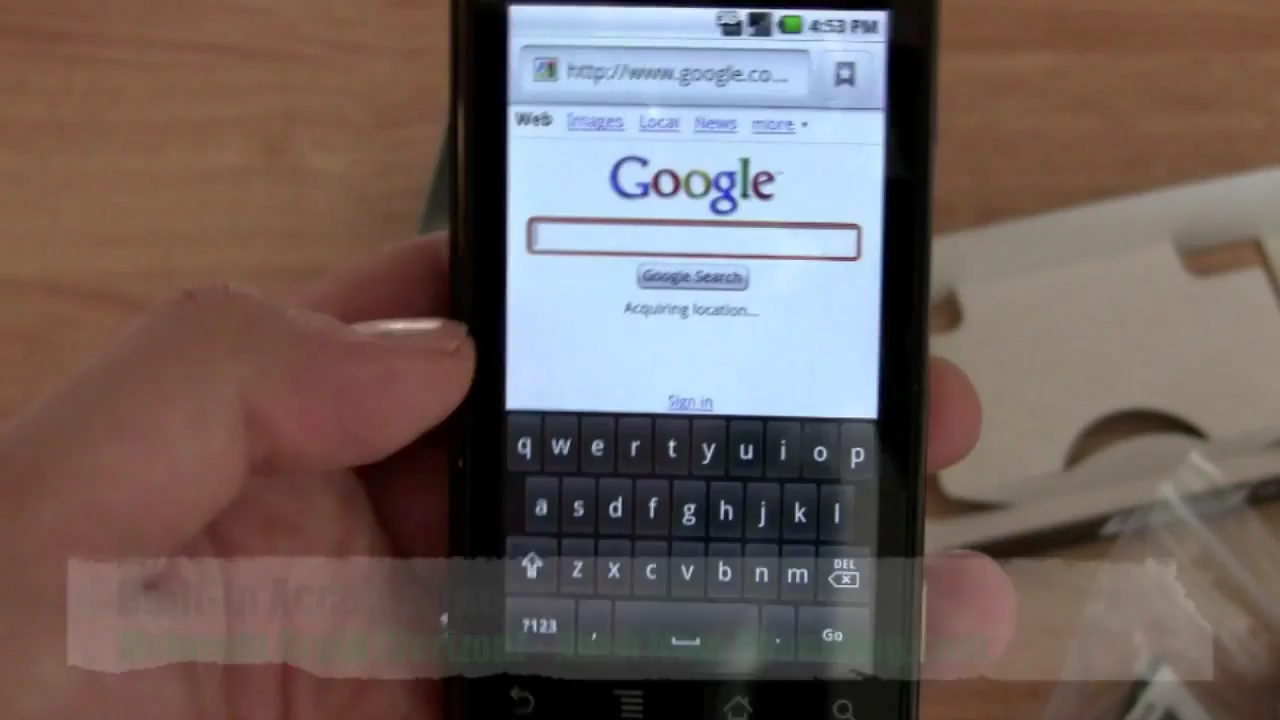 4:53 PM
http://www.google.co...
Web Images Local News more
Google
Google Search
Acquiring location...
Sign in
q w e r t y u i o p
a s d f g h j k l
z x c v b n m DEL
?123 , . Go